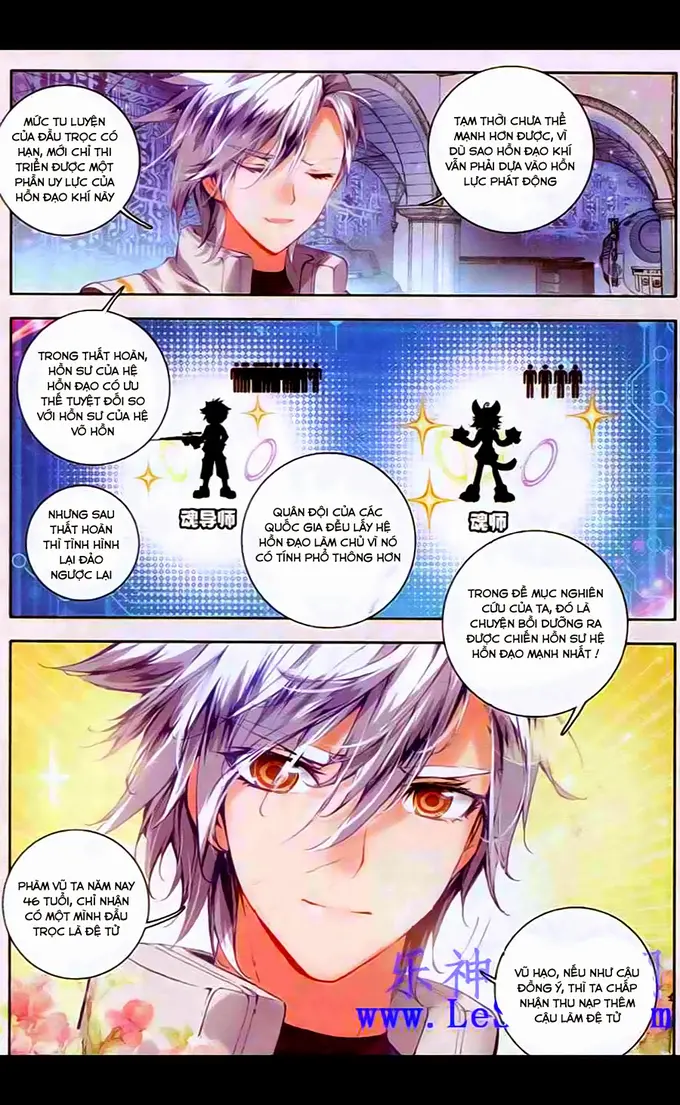 MỨC TU LUYỆN
CỦA ĐẦU TRỌC CÓ
HẠN, MỚI CHỈ THI
TRIỂN ĐƯỢC MỘT
PHẦN UY LỰC CỦA
HỒN ĐẠO KHÍ NÀY
TẠM THỜI CHƯA THỂ
MẠNH HƠN ĐƯỢC, VÌ
DÙ SAO HỒN ĐẠO KHÍ
VẪN PHẢI DỰA VÀO HỒN
LỰC PHÁT ĐỘNG
TRONG THẤT HOÀN,
HỒN SƯ CỦA HỆ
HỒN ĐẠO CÓ ƯU
THẾ TUYỆT ĐỐI SO
VỚI HỒN SƯ CỦA HỆ
VÕ HỒN
NHƯNG SAU
THẤT HOÀN
THÌ TÌNH HÌNH
LẠI ĐẢO
NGƯỢC LẠI
魂导师
QUÂN ĐỘI CỦA CÁC
QUỐC GIA ĐỀU LẤY HỆ
HỒN ĐẠO LÀM CHỦ VÌ NÓ
CÓ TÍNH PHỔ THÔNG HƠN
魂师
TRONG ĐỀ MỤC NGHIÊN
CỨU CỦA TA, ĐÓ LÀ
CHUYỆN BỒI DƯỠNG RA
ĐƯỢC CHIẾN HỒN SƯ HỆ
HỒN ĐẠO MẠNH NHẤT !
PHÀM VŨ TA NĂM NAY
46 TUỔI, CHỈ NHẬN
CÓ MỘT MÌNH ĐẦU
TRỌC LÀ ĐỆ TỬ
VŨ HẠO, NẾU NHƯ CẬU
ĐỒNG Ý, THÌ TA CHẤP
NHẬN THU NẠP THÊM
CẬU LÀM ĐỆ TỬ
乐神
www.LeS
m